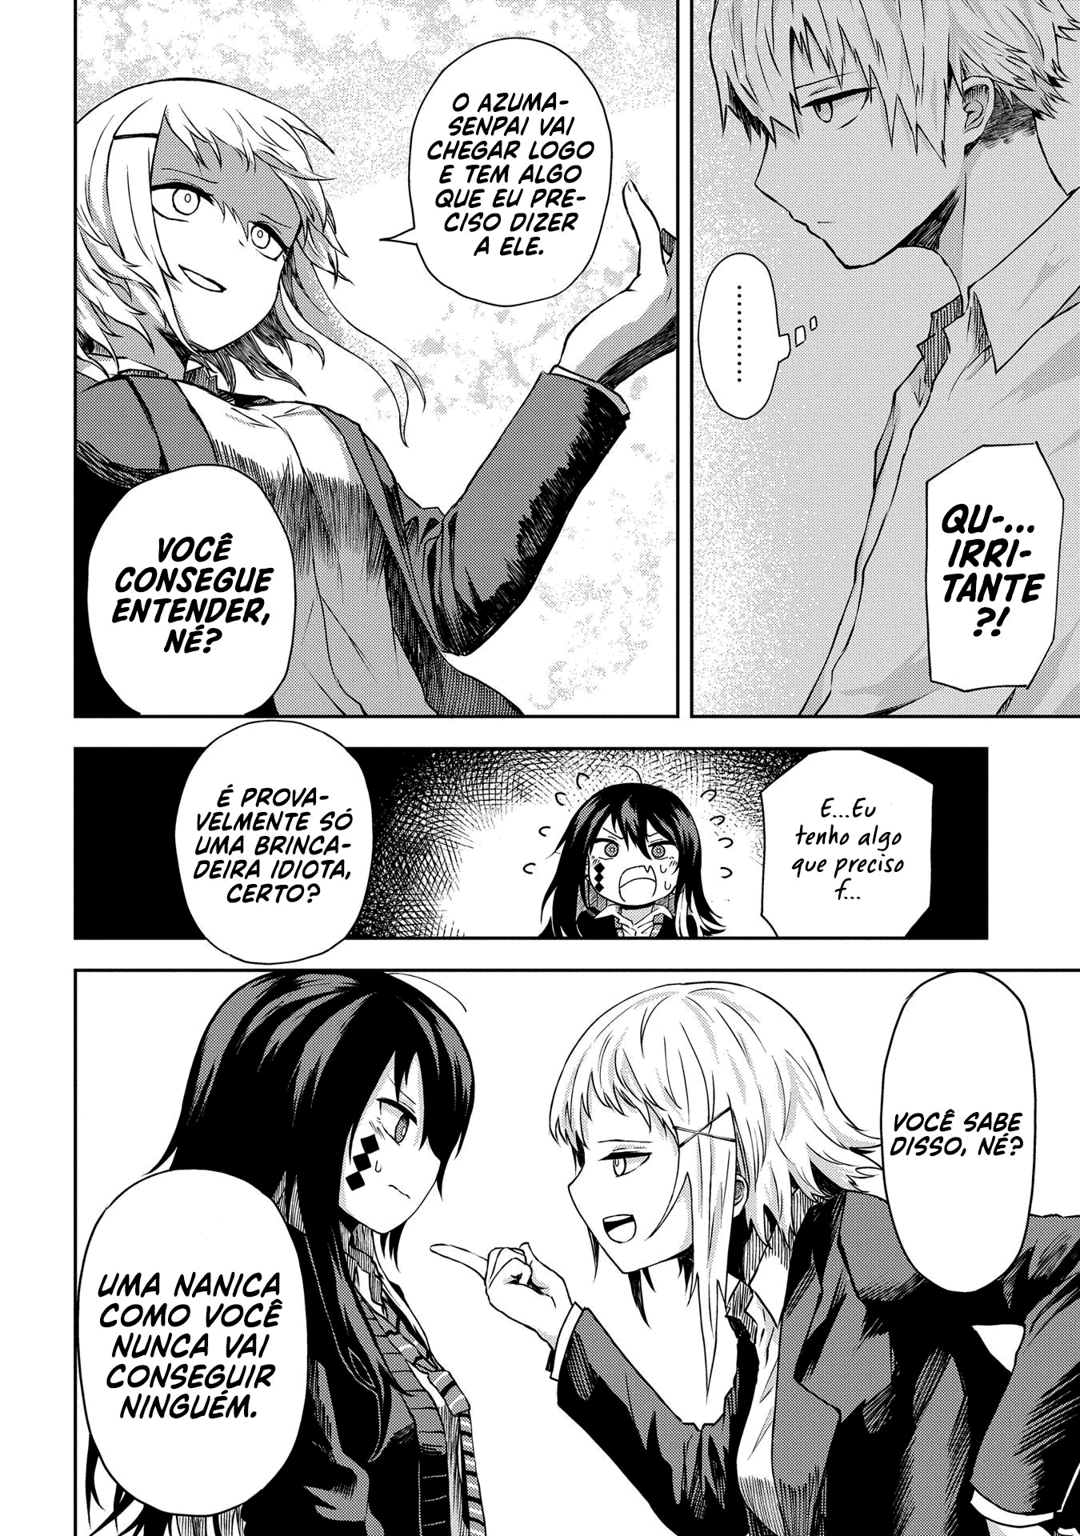 .........
QU-...
IRRI-
TANTE
?!
O AZUMA-
SENPAI VAI
CHEGAR LOGO
E TEM ALGO
QUE EU PRE-
CISO DIZER
A ELE.
VOCÊ
CONSEGUE
ENTENDER,
NÉ?
E...Eu
tenho algo
que preciso
f...
É PROVA-
VELMENTE SÓ
UMA BRINCA-
DEIRA IDIOTA,
CERTO?
VOCÊ SABE
DISSO, NÉ?
UMA NANICA
COMO VOCÊ
NUNCA VAI
CONSEGUIR
NINGUÉM.